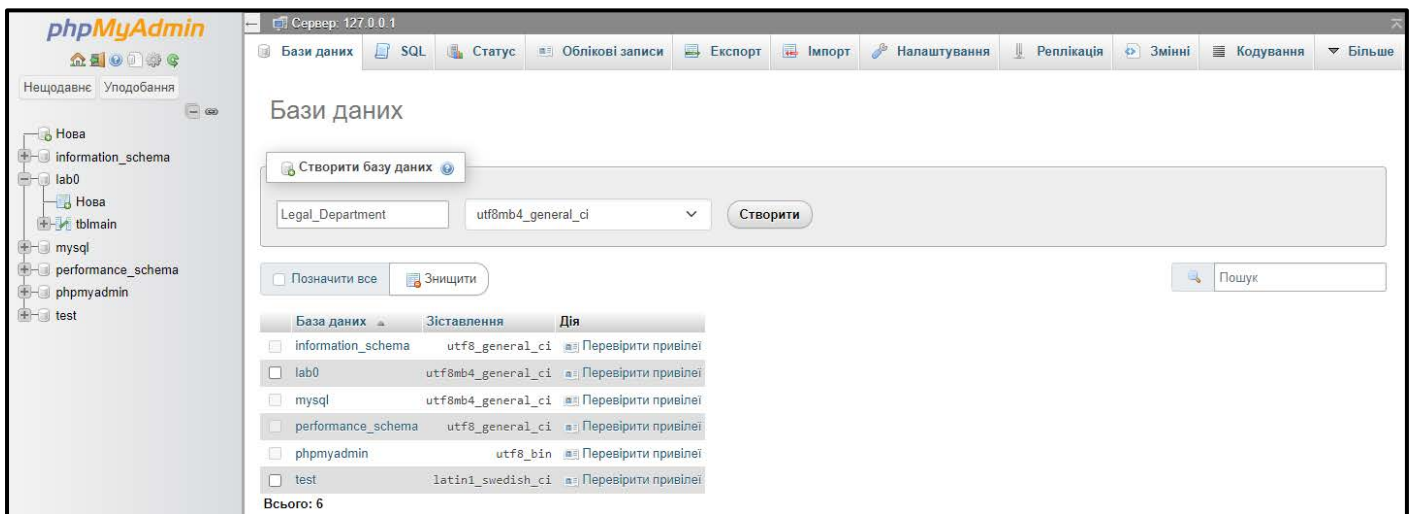 phpMyAdmin
Нещодавнє Уподобання
Нова
information_schema
lab0
Нова
tblmain
mysql
performance_schema
phpmyadmin
test
Сервер: 127.0.0.1
Бази даних SQL Статус Облікові записи Експорт Імпорт Налаштування Реплікація Змінні Кодування Більше
Бази даних
Створити базу даних
Legal_Department utf8mb4_general_ci Створити
Позначити все Знищити Пошук
База даних Зіставлення Дія
information_schema utf8_general_ci Перевірити привілеї
lab0 utf8mb4_general_ci Перевірити привілеї
mysql utf8mb4_general_ci Перевірити привілеї
performance_schema utf8_general_ci Перевірити привілеї
phpmyadmin utf8_bin Перевірити привілеї
test latin1_swedish_ci Перевірити привілеї
Всього: 6